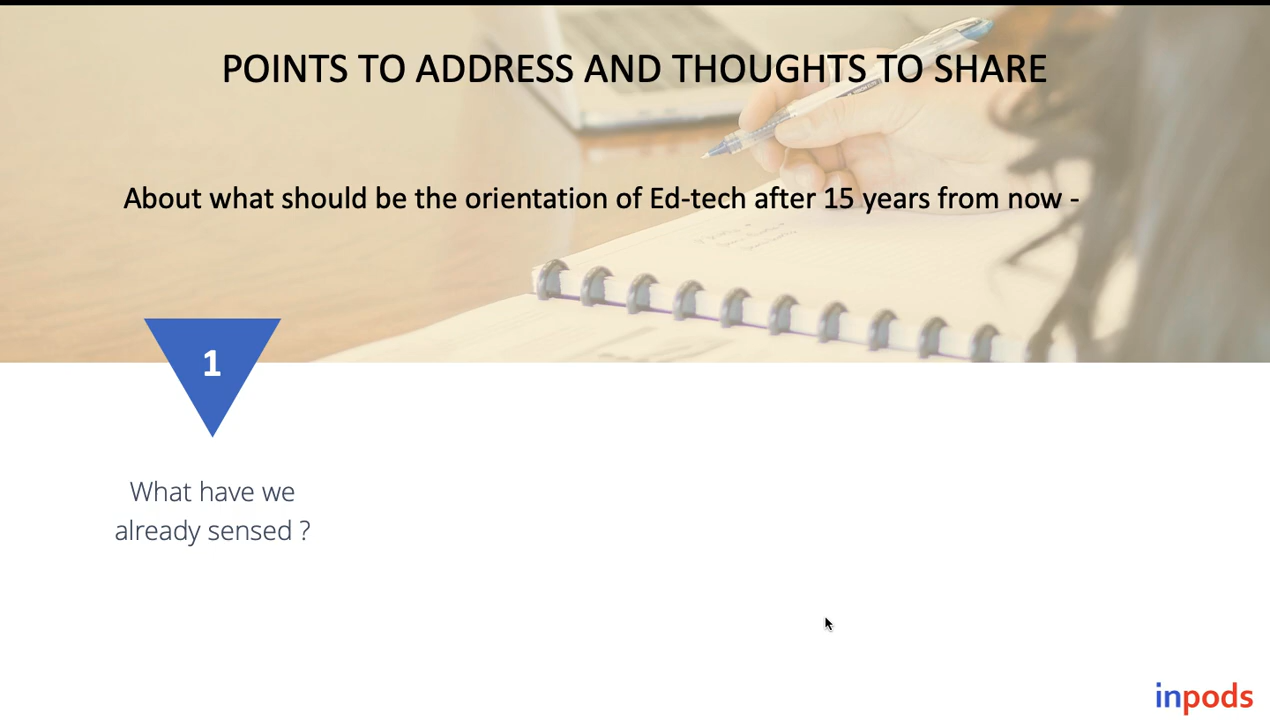 POINTS TO ADDRESS AND THOUGHTS TO SHARE
About what should be the orientation of Ed-tech after 15 years from now -
1
What have we
already sensed ?
inpods